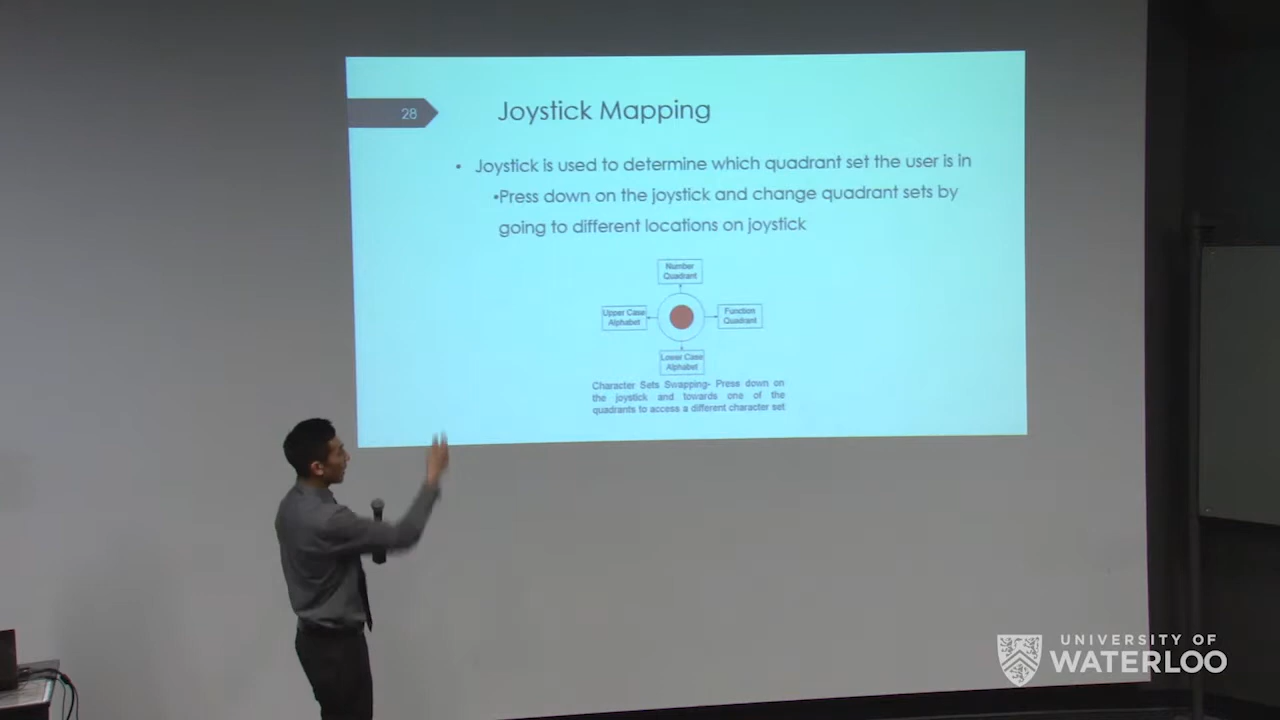 28
Joystick Mapping
• Joystick is used to determine which quadrant set the user is in
•Press down on the joystick and change quadrant sets by
going to different locations on joystick
Number
Quadrant
Upper Case
Alphabet
Function
Quadrant
Lower Case
Alphabet
Character Sets Swapping- Press down on
the joystick and towards one of the
quadrants to access a different character set
UNIVERSITY OF
WATERLOO